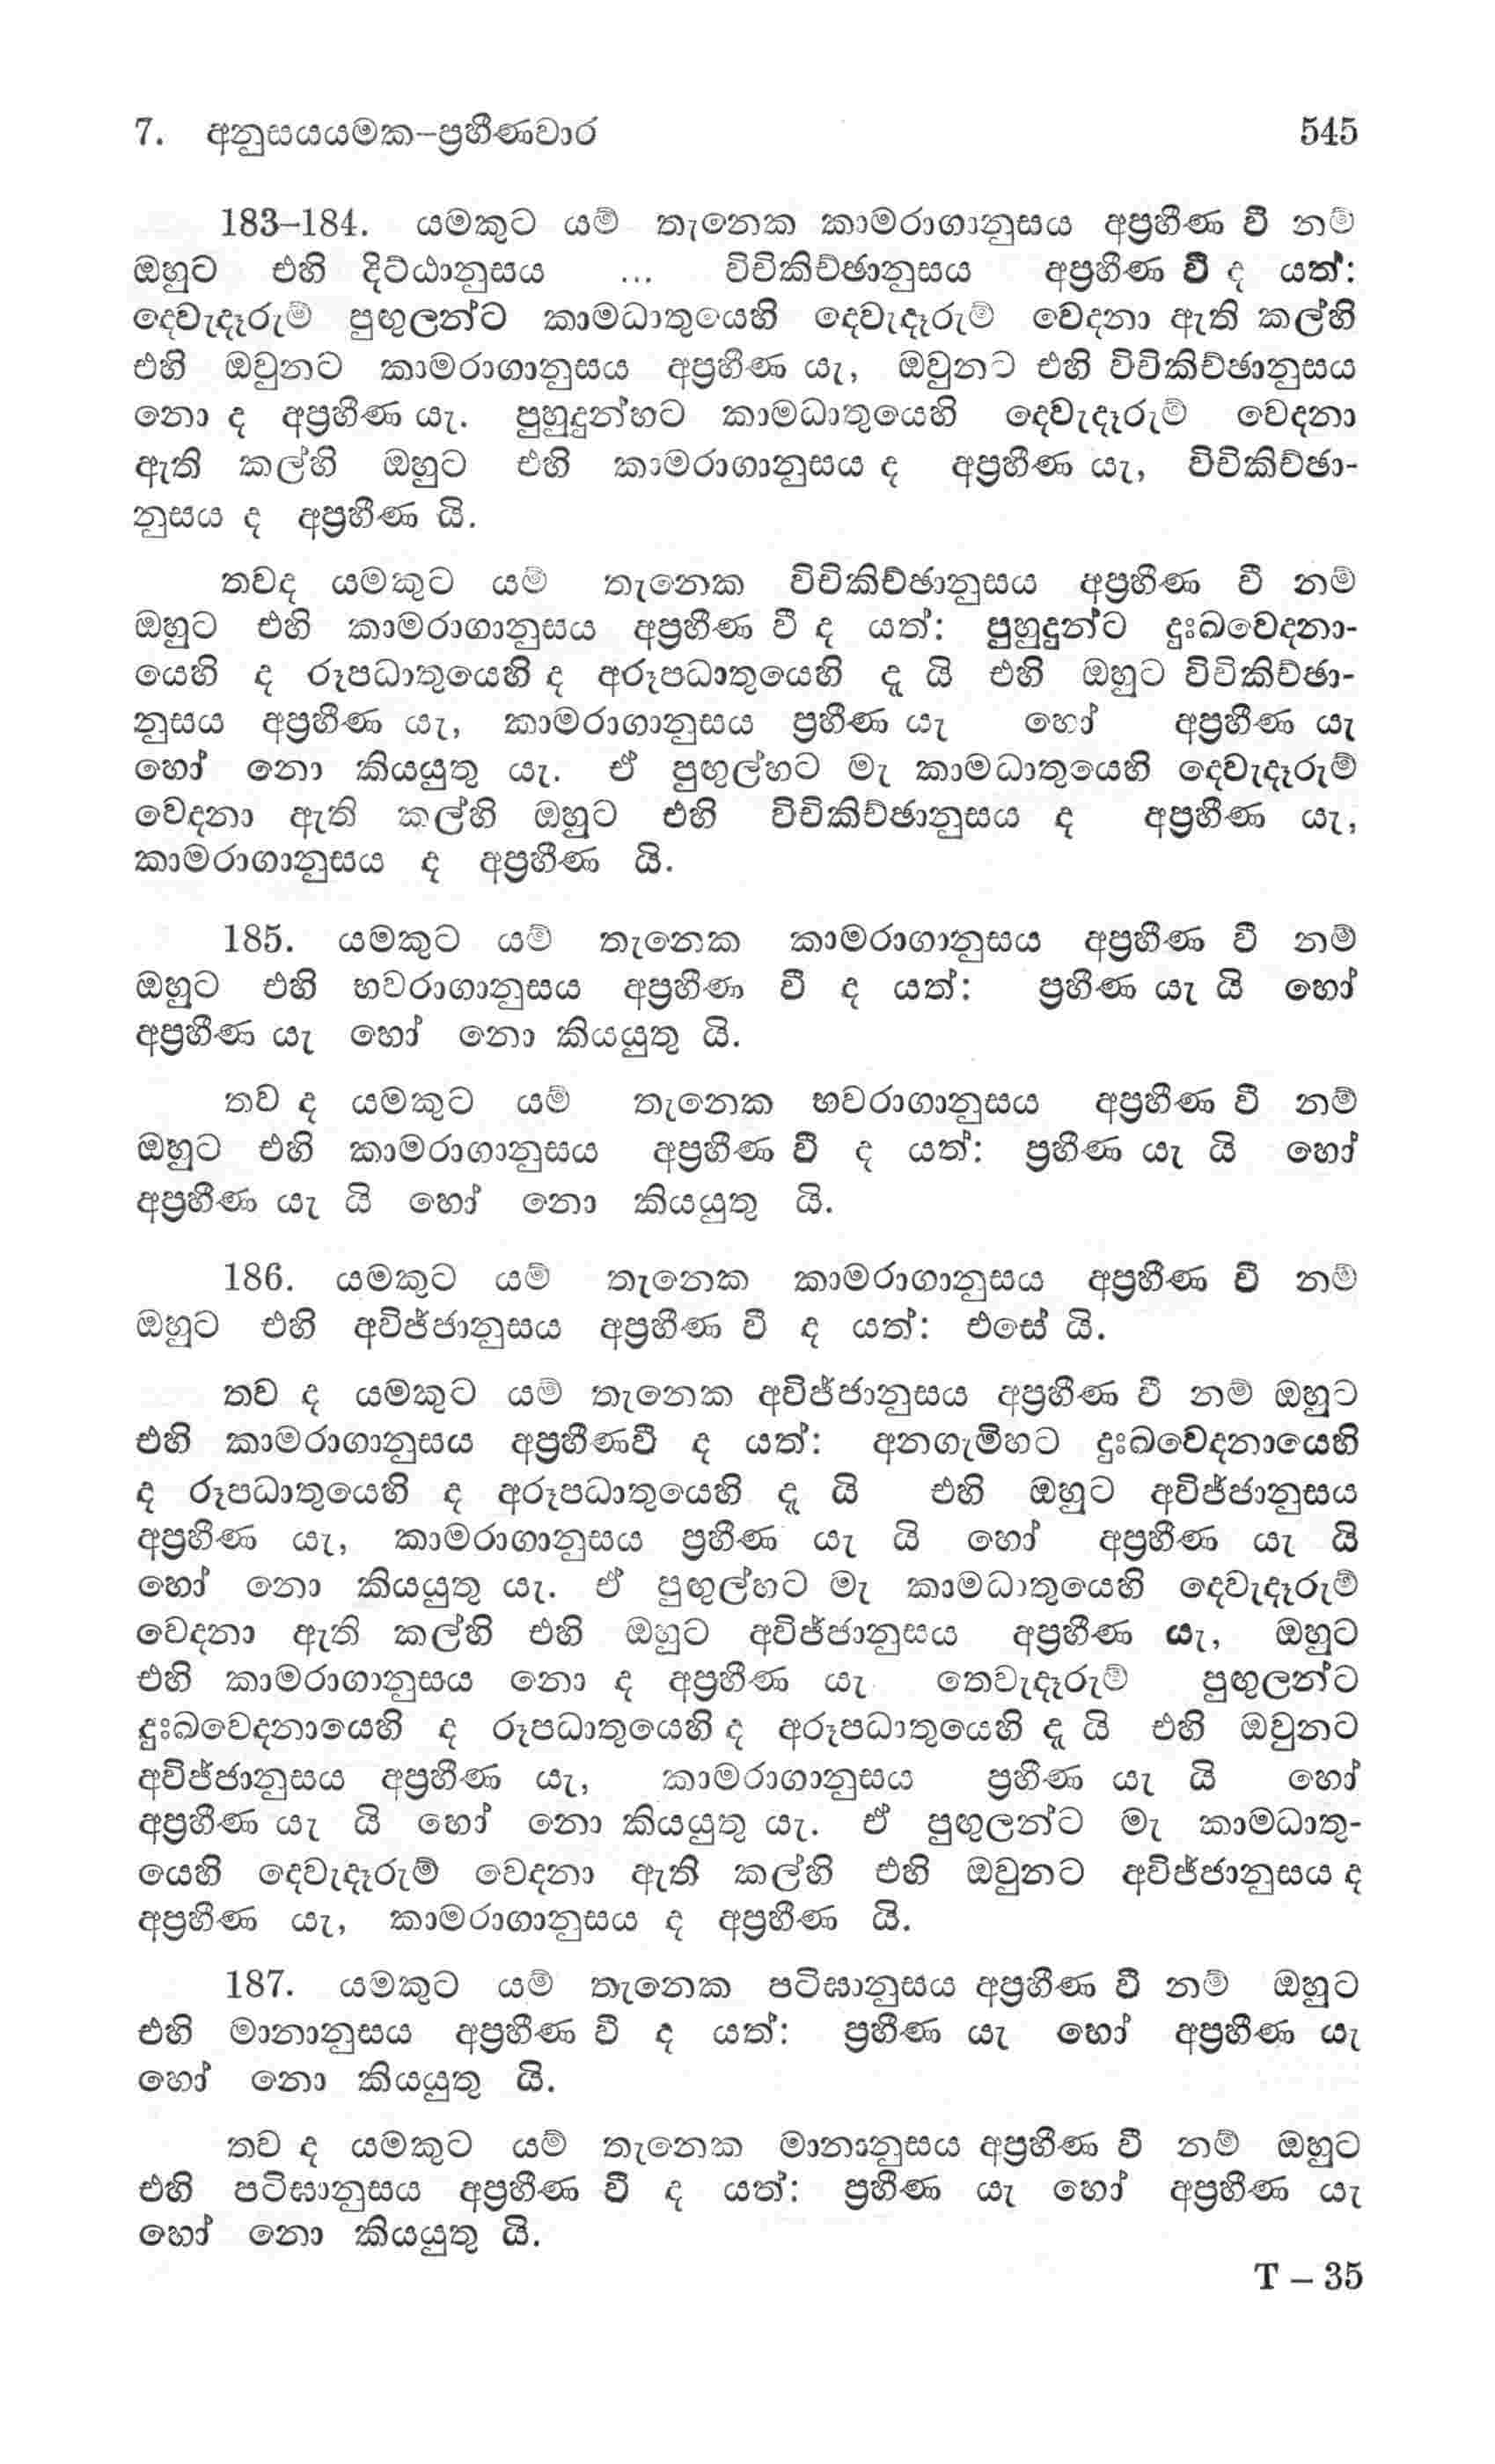 7. අනුසයයමක–ප්‍රහීණවාර 545
183–184. යමකුට යම් තැනෙක කාමරාගානුසය අප්‍රහීණ වී නම්
ඔහුට එහි දිට්ඨානුසය ... විචිකිච්ඡානුසය අප්‍රහීණ වී ද යත්:
දෙවැදෑරුම් පුඟුලන්ට කාමධාතුයෙහි දෙවැදෑරුම් වෙදනා ඇති කල්හි
එහි ඔවුනට කාමරාගානුසය අප්‍රහීණ යැ, ඔවුනට එහි විචිකිච්ඡානුසය
නො ද අප්‍රහීණ යැ. පුහුදුන්හට කාමධාතුයෙහි දෙවැදෑරුම් වෙදනා
ඇති කල්හි ඔහුට එහි කාමරාගානුසය ද අප්‍රහීණ යැ, විචිකිච්ඡා-
නුසය ද අප්‍රහීණ යි.
තවද යමකුට යම් තැනෙක විචිකිච්ඡානුසය අප්‍රහීණ වී නම්
ඔහුට එහි කාමරාගානුසය අප්‍රහීණ වී ද යත්: පුහුදුන්ට දුඃඛවෙදනා-
යෙහි ද රූපධාතුයෙහි ද අරූපධාතුයෙහි දැ යි එහි ඔහුට විචිකිච්ඡා-
නුසය අප්‍රහීණ යැ, කාමරාගානුසය ප්‍රහීණ යැ හෝ අප්‍රහීණ යැ
හෝ නො කියයුතු යැ. ඒ පුඟුල්හට මැ කාමධාතුයෙහි දෙවැදෑරුම්
වෙදනා ඇති කල්හි ඔහුට එහි විචිකිච්ඡානුසය ද අප්‍රහීණ යැ,
කාමරාගානුසය ද අප්‍රහීණ යි.
185. යමකුට යම් තැනෙක කාමරාගානුසය අප්‍රහීණ වී නම්
ඔහුට එහි භවරාගානුසය අප්‍රහීණ වී ද යත්: ප්‍රහීණ යැ යි හෝ
අප්‍රහීණ යැ හෝ නො කියයුතු යි.
තව ද යමකුට යම් තැනෙක භවරාගානුසය අප්‍රහීණ වී නම්
ඔහුට එහි කාමරාගානුසය අප්‍රහීණ වී ද යත්: ප්‍රහීණ යැ යි හෝ
අප්‍රහීණ යැ යි හෝ නො කියයුතු යි.
186. යමකුට යම් තැනෙක කාමරාගානුසය අප්‍රහීණ වී නම්
ඔහුට එහි අවිජ්ජානුසය අප්‍රහීණ වී ද යත්: එසේ යි.
තව ද යමකුට යම් තැනෙක අවිජ්ජානුසය අප්‍රහීණ වී නම් ඔහුට
එහි කාමරාගානුසය අප්‍රහීණවී ද යත්: අනගැමිහට දුඃඛවෙදනායෙහි
ද රූපධාතුයෙහි ද අරූපධාතුයෙහි දැ යි එහි ඔහුට අවිජ්ජානුසය
අප්‍රහීණ යැ, කාමරාගානුසය ප්‍රහීණ යැ යි හෝ අප්‍රහීණ යැ යි
හෝ නො කියයුතු යැ. ඒ පුඟුල්හට මැ කාමධාතුයෙහි දෙවැදෑරුම්
වෙදනා ඇති කල්හි එහි ඔහුට අවිජ්ජානුසය අප්‍රහීණ යැ, ඔහුට
එහි කාමරාගානුසය නො ද අප්‍රහීණ යැ තෙවැදෑරුම් පුඟුලන්ට
දුඃඛවෙදනායෙහි ද රූපධාතුයෙහි ද අරූපධාතුයෙහි දැ යි එහි ඔවුනට
අවිජ්ජානුසය අප්‍රහීණ යැ, කාමරාගානුසය ප්‍රහීණ යැ යි හෝ
අප්‍රහීණ යැ යි හෝ නො කියයුතු යැ. ඒ පුඟුලන්ට මැ කාමධාතු-
යෙහි දෙවැදෑරුම් වෙදනා ඇති කල්හි එහි ඔවුනට අවිජ්ජානුසය ද
අප්‍රහීණ යැ, කාමරාගානුසය ද අප්‍රහීණ යි.
187. යමකුට යම් තැනෙක පටිඝානුසය අප්‍රහීණ වී නම් ඔහුට
එහි මානානුසය අප්‍රහීණ වී ද යත්: ප්‍රහීණ යැ හෝ අප්‍රහීණ යැ
හෝ නො කියයුතු යි.
තව ද යමකුට යම් තැනෙක මානානුසය අප්‍රහීණ වී නම් ඔහුට
එහි පටිඝානුසය අප්‍රහීණ වී ද යත්: ප්‍රහීණ යැ හෝ අප්‍රහීණ යැ
හෝ නො කියයුතු යි.
T – 35